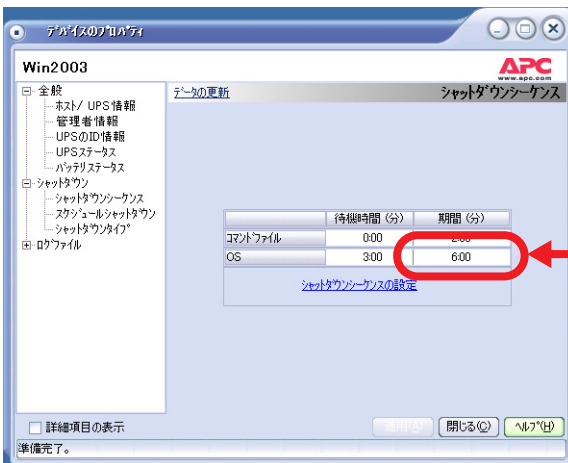 デバイスのプロパティ
Win2003
APC
www.apc.com
全般
ホスト/ UPS情報
管理者情報
UPSのID情報
UPSステータス
バッテリステータス
シャットダウン
シャットダウンシーケンス
スケジュールシャットダウン
シャットダウンタイプ
ログファイル
データの更新
シャットダウンシーケンス
待機時間 (分) 期間 (分)
コマンドファイル 0:00
OS 3:00 6:00
シャットダウンシーケンスの設定
詳細項目の表示
適用(A) 閉じる(C) ヘルプ(H)
準備完了。